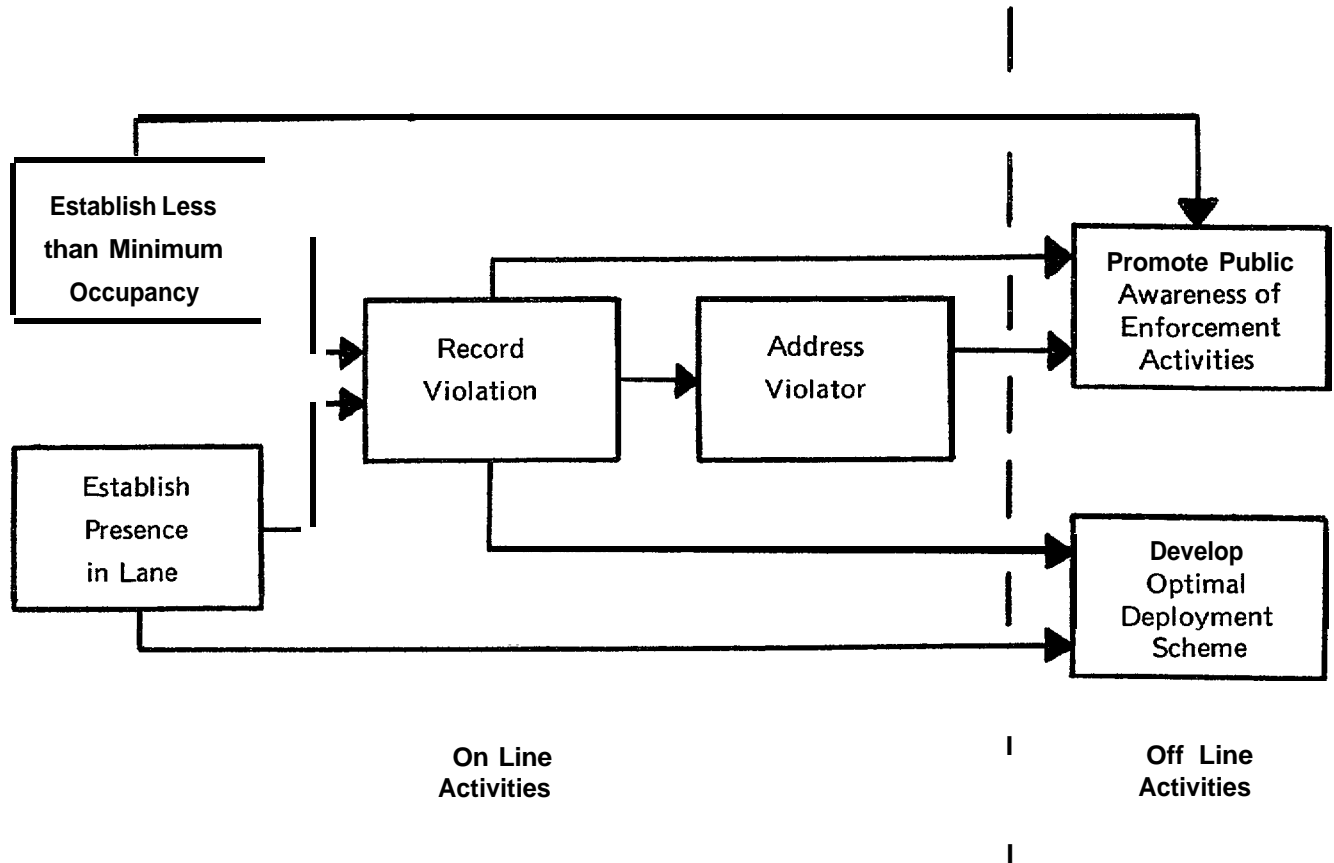 Establish Less
than Minimum
Occupancy
Establish
Presence
in Lane
Record
Violation
Address
Violator
Promote Public
Awareness of
Enforcement
Activities
Develop
Optimal
Deployment
Scheme
On Line
Activities
Off Line
Activities